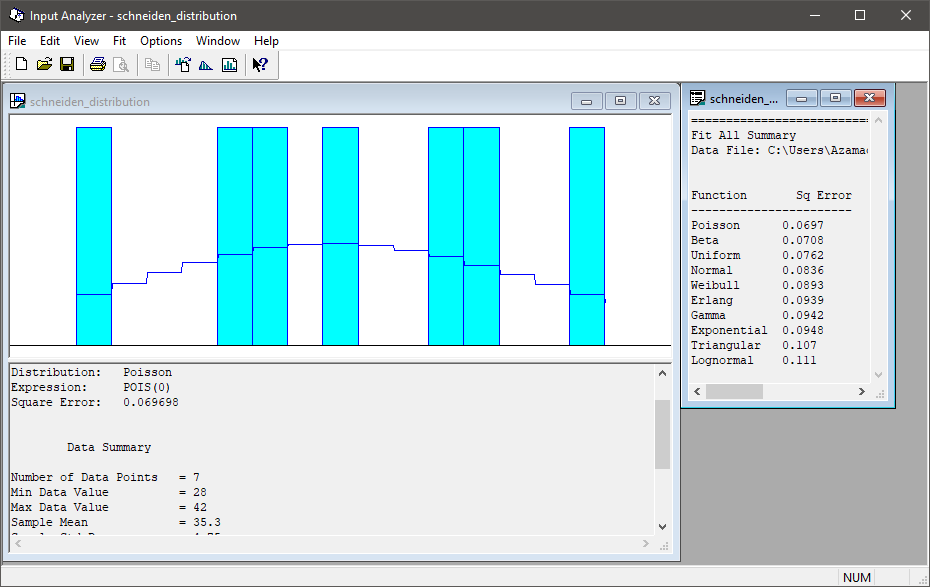 Input Analyzer - schneiden_distribution
File Edit View Fit Options Window Help
schneiden_distribution
Distribution: Poisson
Expression: POIS(0)
Square Error: 0.069698
Data Summary
Number of Data Points = 7
Min Data Value = 28
Max Data Value = 42
Sample Mean = 35.3
schneiden_...
==========================
Fit All Summary
Data File: C:\Users\Azama
Function Sq Error
-----------------------
Poisson 0.0697
Beta 0.0708
Uniform 0.0762
Normal 0.0836
Weibull 0.0893
Erlang 0.0939
Gamma 0.0942
Exponential 0.0948
Triangular 0.107
Lognormal 0.111
NUM